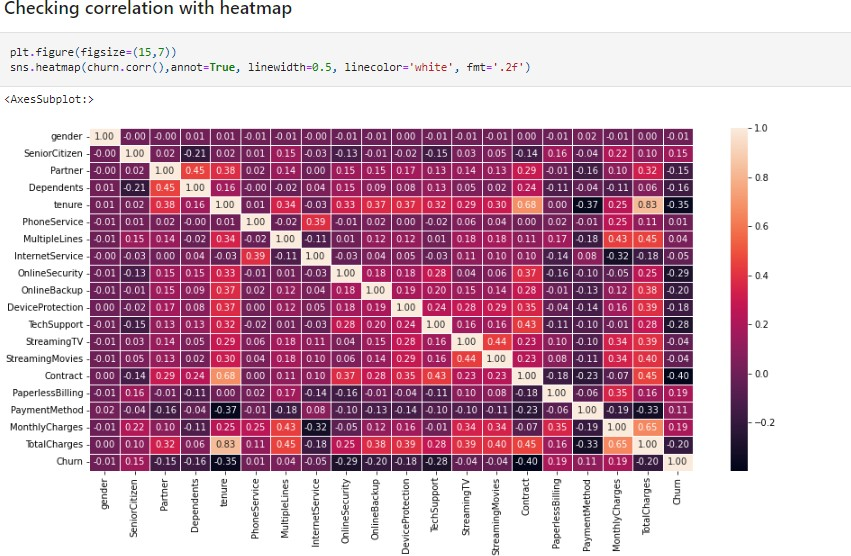 Checking correlation with heatmap
plt.figure(figsize=(15,7))
sns.heatmap(churn.corr(),annot=True, linewidth=0.5, linecolor='white', fmt='.2f')
<AxesSubplot:>
gender 1.00 -0.00 -0.00 0.01 0.01 -0.01 -0.01 -0.00 -0.01 -0.01 0.00 -0.01 -0.01 -0.01 0.00 -0.01 0.02 -0.01 0.00 -0.01
SeniorCitizen -0.00 1.00 0.02 -0.21 0.02 0.01 0.15 -0.03 -0.13 -0.01 -0.02 -0.15 0.03 0.05 -0.14 0.16 -0.04 0.22 0.10 0.15
Partner -0.00 0.02 1.00 0.45 0.38 0.02 0.14 0.00 0.15 0.15 0.17 0.13 0.14 0.13 0.29 -0.01 -0.16 0.10 0.32 -0.15
Dependents 0.01 -0.21 0.45 1.00 0.16 -0.00 -0.02 0.04 0.15 0.09 0.08 0.13 0.05 0.02 0.24 -0.11 -0.04 -0.11 0.06 -0.16
tenure 0.01 0.02 0.38 0.16 1.00 0.01 0.34 -0.03 0.33 0.37 0.37 0.32 0.29 0.30 0.68 0.00 -0.37 0.25 0.83 -0.35
PhoneService -0.01 0.01 0.02 -0.00 0.01 1.00 -0.02 0.39 -0.01 0.02 0.00 -0.02 0.06 0.04 0.00 0.02 -0.01 0.25 0.11 0.01
MultipleLines -0.01 0.15 0.14 -0.02 0.34 -0.02 1.00 -0.11 0.01 0.12 0.12 0.01 0.18 0.18 0.11 0.17 -0.18 0.43 0.45 0.04
InternetService -0.00 -0.03 0.00 0.04 -0.03 0.39 -0.11 1.00 -0.03 0.04 0.05 -0.03 0.11 0.10 0.10 -0.14 0.08 -0.32 -0.18 -0.05
OnlineSecurity -0.01 -0.13 0.15 0.15 0.33 -0.01 0.01 -0.03 1.00 0.18 0.18 0.28 0.04 0.06 0.37 -0.16 -0.10 -0.05 0.25 -0.29
OnlineBackup -0.01 -0.01 0.15 0.09 0.37 0.02 0.12 0.04 0.18 1.00 0.19 0.20 0.15 0.14 0.28 -0.01 -0.13 0.12 0.38 -0.20
DeviceProtection 0.00 -0.02 0.17 0.08 0.37 0.00 0.12 0.05 0.18 0.19 1.00 0.24 0.28 0.29 0.35 -0.04 -0.14 0.16 0.39 -0.18
TechSupport -0.01 -0.15 0.13 0.13 0.32 -0.02 0.01 -0.03 0.28 0.20 0.24 1.00 0.16 0.16 0.43 -0.11 -0.10 -0.01 0.28 -0.28
StreamingTV -0.01 0.03 0.14 0.05 0.29 0.06 0.18 0.11 0.04 0.15 0.28 0.16 1.00 0.44 0.23 0.10 -0.10 0.34 0.39 -0.04
StreamingMovies -0.01 0.05 0.13 0.02 0.30 0.04 0.18 0.10 0.06 0.14 0.29 0.16 0.44 1.00 0.23 0.08 -0.11 0.34 0.40 -0.04
Contract 0.00 -0.14 0.29 0.24 0.68 0.00 0.11 0.10 0.37 0.28 0.35 0.43 0.23 0.23 1.00 -0.18 -0.23 -0.07 0.45 -0.40
PaperlessBilling -0.01 0.16 -0.01 -0.11 0.00 0.02 0.17 -0.14 -0.16 -0.01 -0.04 -0.11 0.10 0.08 -0.18 1.00 -0.06 0.35 0.16 0.19
PaymentMethod 0.02 -0.04 -0.16 -0.04 -0.37 -0.01 -0.18 0.08 -0.10 -0.13 -0.14 -0.10 -0.10 -0.11 -0.23 -0.06 1.00 -0.19 -0.33 0.11
MonthlyCharges -0.01 0.22 0.10 -0.11 0.25 0.25 0.43 -0.32 -0.05 0.12 0.16 -0.01 0.34 0.34 -0.07 0.35 -0.19 1.00 0.65 0.19
TotalCharges 0.00 0.10 0.32 0.06 0.83 0.11 0.45 -0.18 0.25 0.38 0.39 0.28 0.39 0.40 0.45 0.16 -0.33 0.65 1.00 -0.20
Churn -0.01 0.15 -0.15 -0.16 -0.35 0.01 0.04 -0.05 -0.29 -0.20 -0.18 -0.28 -0.04 -0.04 -0.40 0.19 0.11 0.19 -0.20 1.00
gender
SeniorCitizen
Partner
Dependents
tenure
PhoneService
MultipleLines
InternetService
OnlineSecurity
OnlineBackup
DeviceProtection
TechSupport
StreamingTV
StreamingMovies
Contract
PaperlessBilling
PaymentMethod
MonthlyCharges
TotalCharges
Churn
1.0
0.8
0.6
0.4
0.2
0.0
−0.2